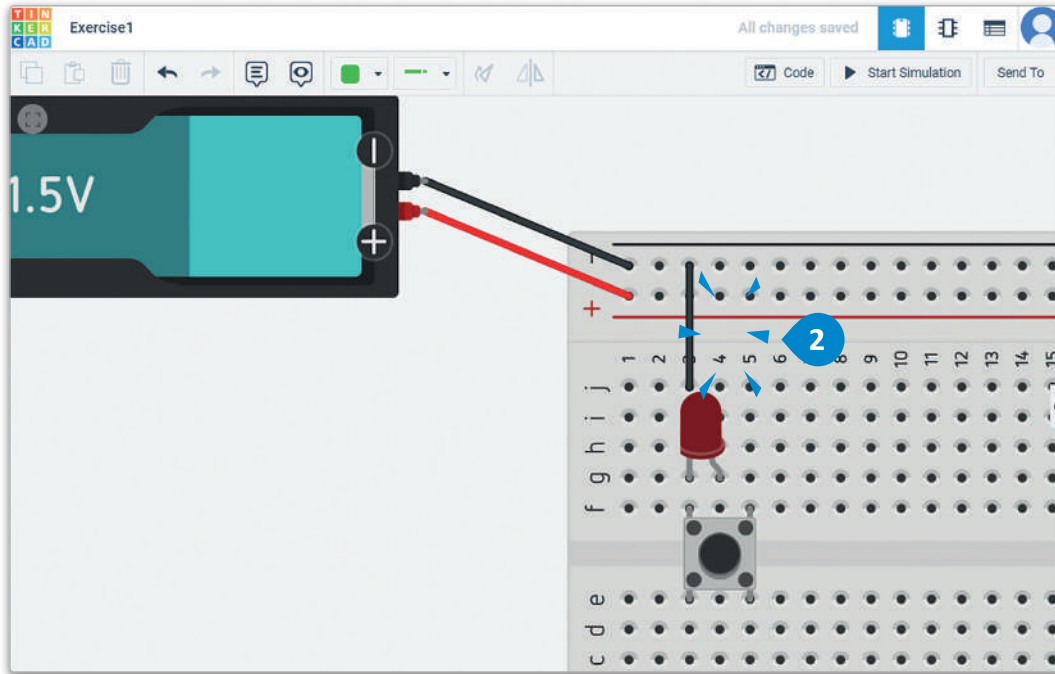 TIN
KER
CAD
Exercise1
All changes saved
Code
Start Simulation
Send To
1.5V
−
+
−
+
2
1 2 4 5 6 8 9 10 11 12 13 14 15
j
i
h
g
f
e
d
c